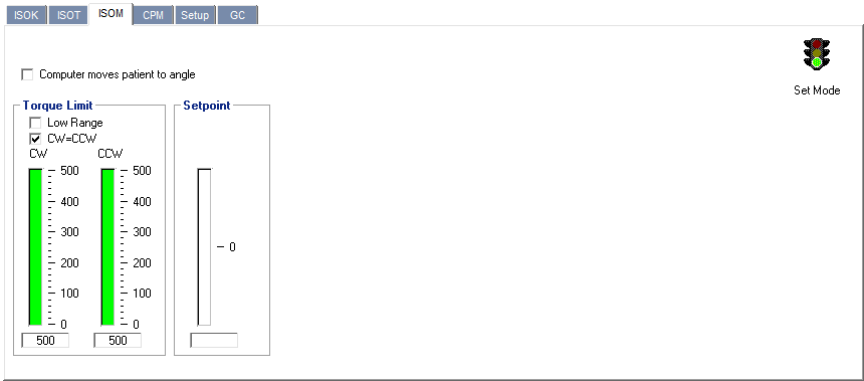 ISOK ISOT ISOM CPM Setup GC
Computer moves patient to angle
Set Mode
Torque Limit
Low Range
CW=CCW
CW CCW
500 500
400 400
300 300
200 200
100 100
0 0
500 500
Setpoint
0